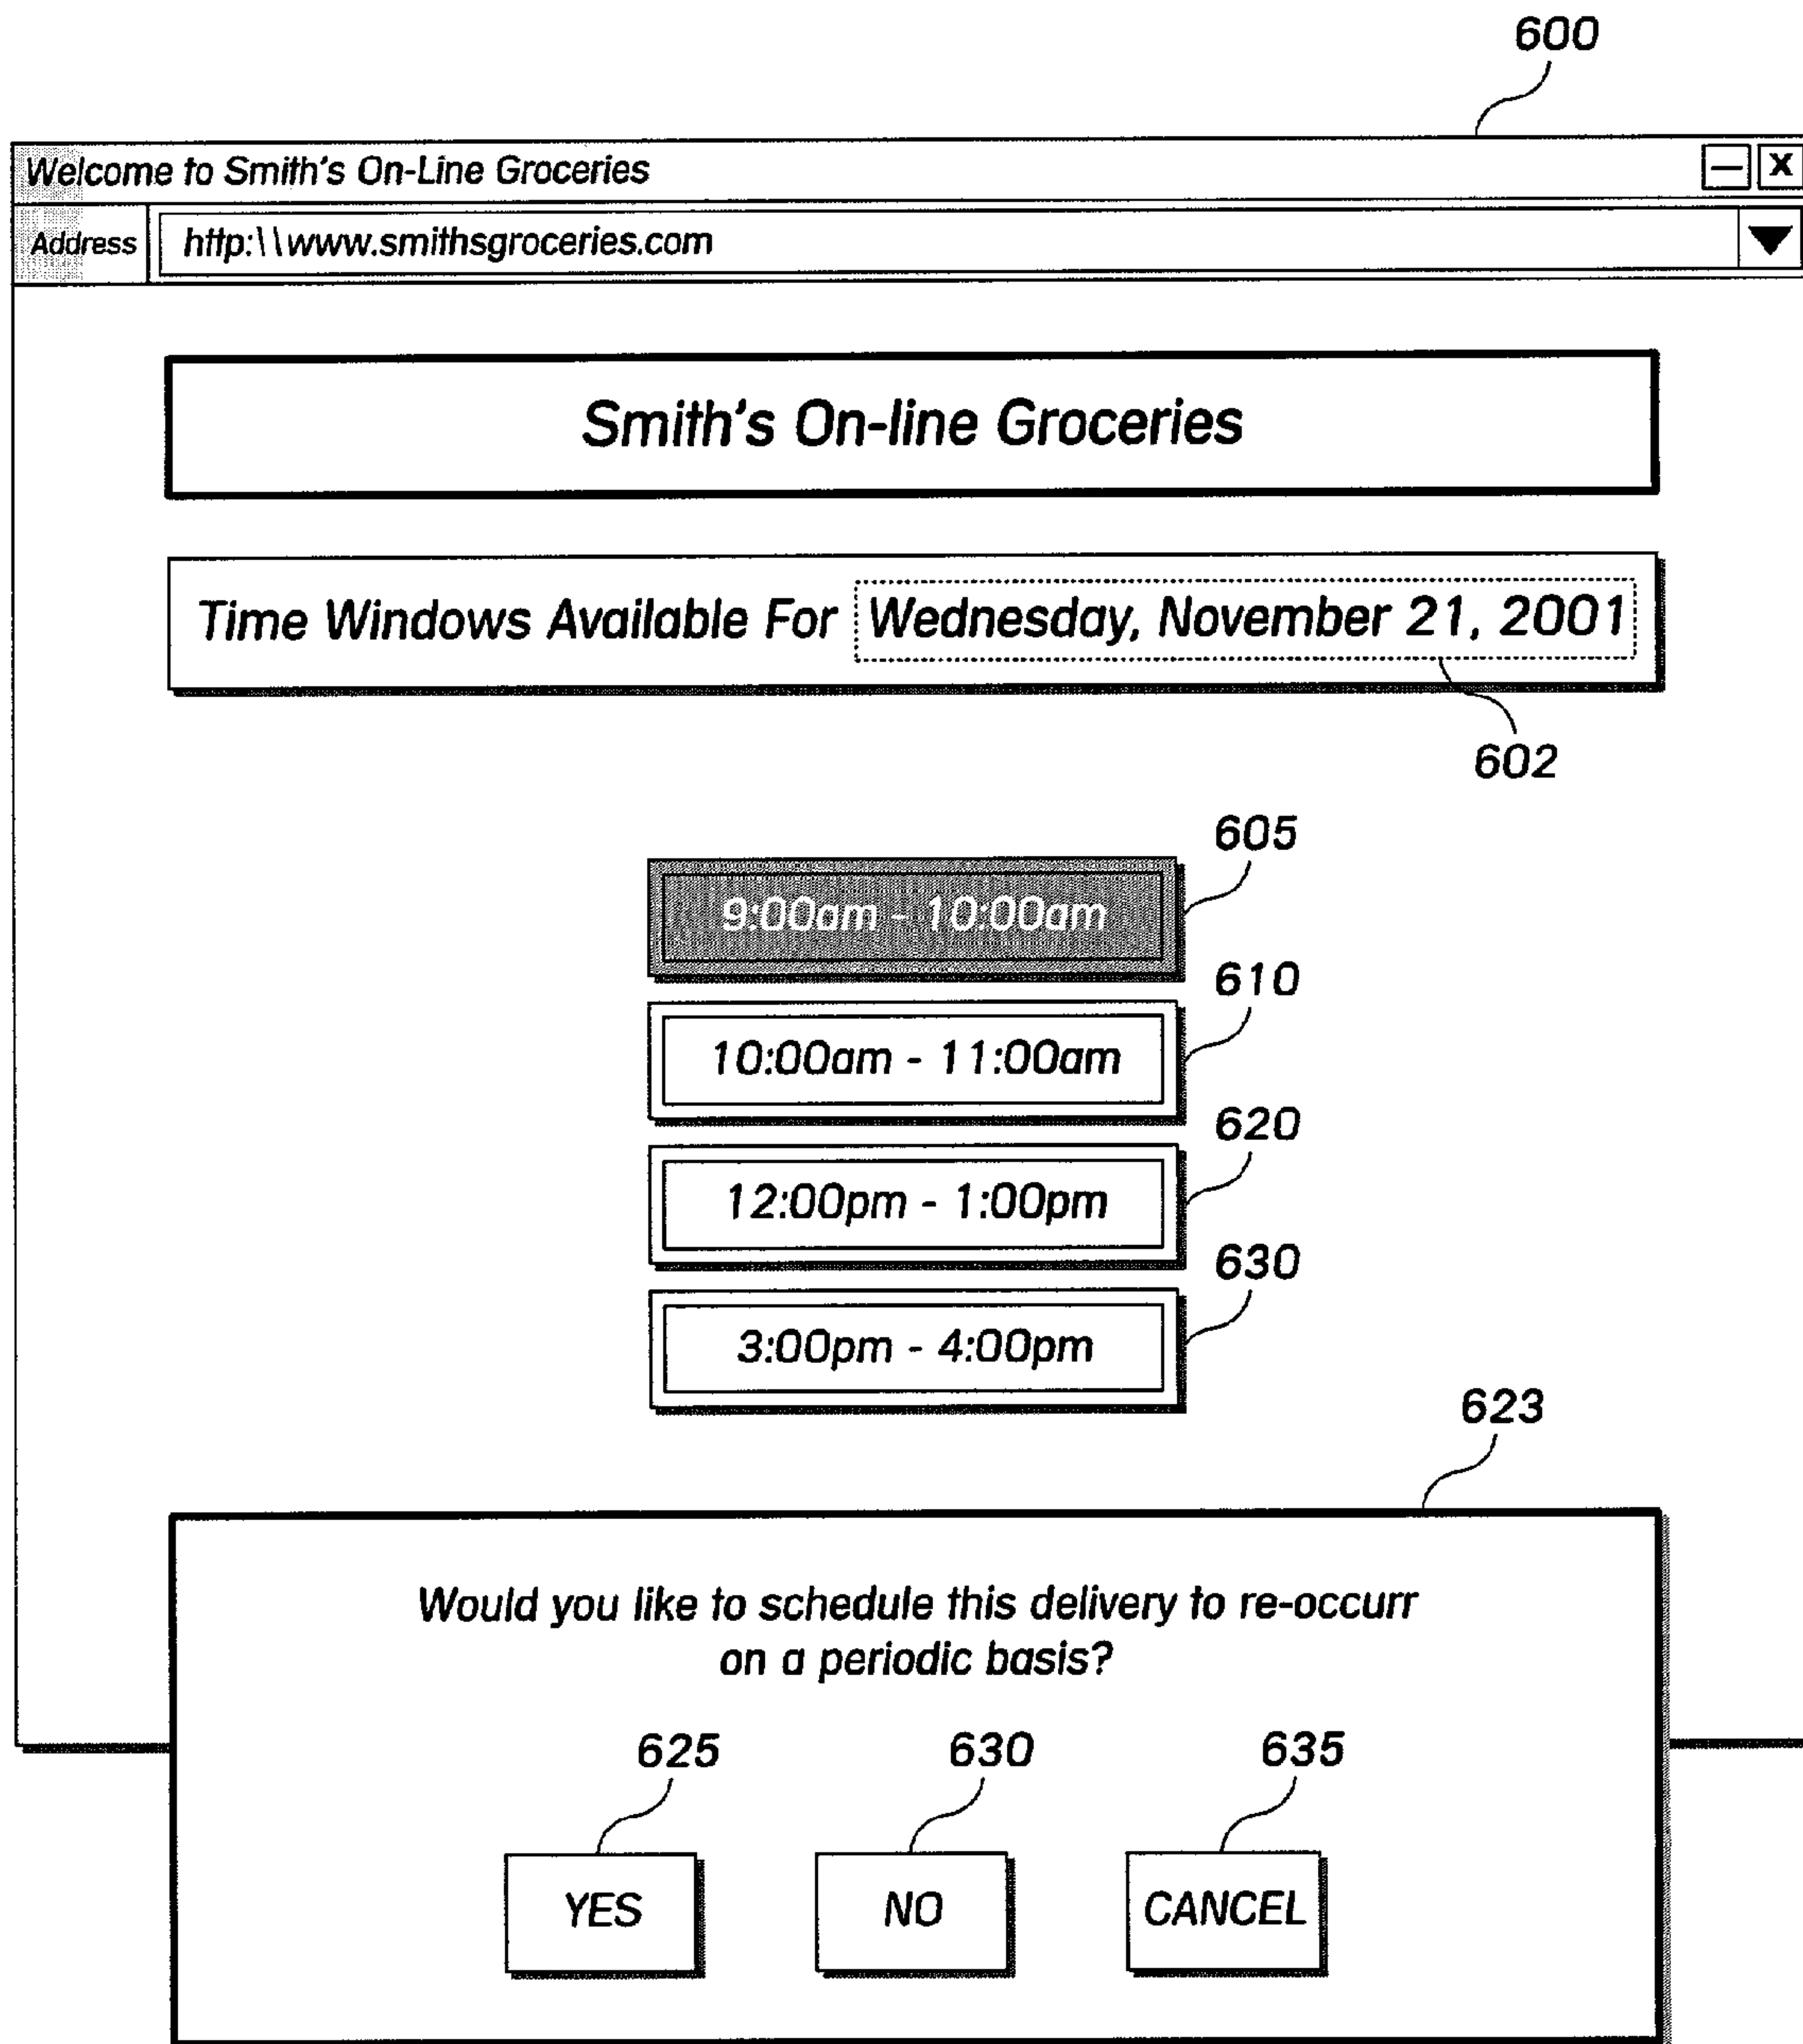 600
Welcome to Smith's On-Line Groceries
— X
Address http:\\www.smithsgroceries.com
Smith's On-line Groceries
Time Windows Available For Wednesday, November 21, 2001
602
605
9:00am - 10:00am
610
10:00am - 11:00am
620
12:00pm - 1:00pm
630
3:00pm - 4:00pm
623
Would you like to schedule this delivery to re-occurr
on a periodic basis?
625 630 635
YES NO CANCEL